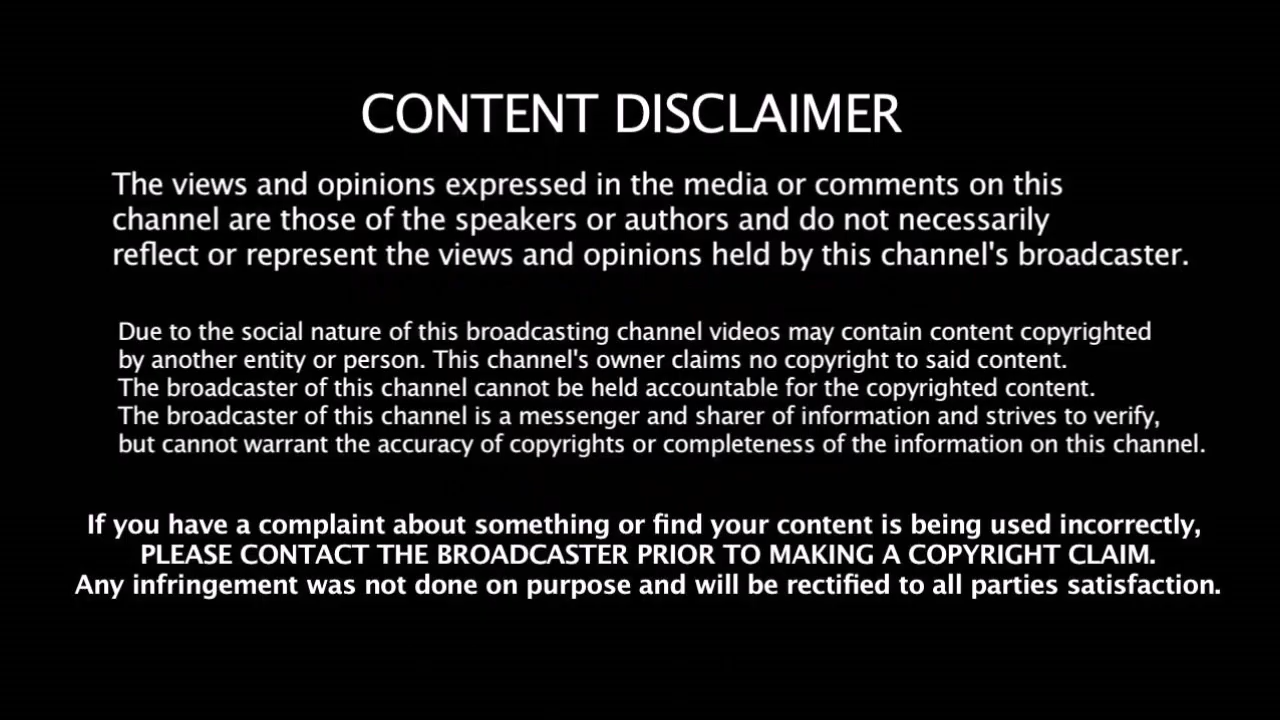 CONTENT DISCLAIMER
The views and opinions expressed in the media or comments on this
channel are those of the speakers or authors and do not necessarily
reflect or represent the views and opinions held by this channel's broadcaster.
Due to the social nature of this broadcasting channel videos may contain content copyrighted
by another entity or person. This channel's owner claims no copyright to said content.
The broadcaster of this channel cannot be held accountable for the copyrighted content.
The broadcaster of this channel is a messenger and sharer of information and strives to verify,
but cannot warrant the accuracy of copyrights or completeness of the information on this channel.
If you have a complaint about something or find your content is being used incorrectly,
PLEASE CONTACT THE BROADCASTER PRIOR TO MAKING A COPYRIGHT CLAIM.
Any infringement was not done on purpose and will be rectified to all parties satisfaction.